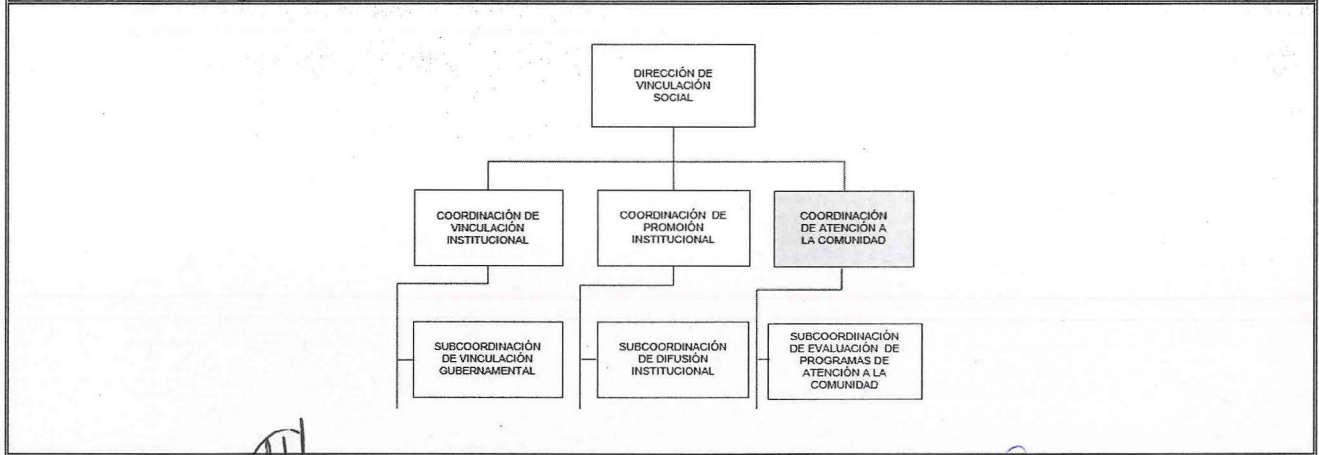 DIRECCIÓN DE
VINCULACIÓN
SOCIAL
COORDINACIÓN DE
VINCULACIÓN
INSTITUCIONAL
COORDINACIÓN DE
PROMOIÓN
INSTITUCIONAL
COORDINACIÓN
DE ATENCIÓN A
LA COMUNIDAD
SUBCOORDINACIÓN
DE VINCULACIÓN
GUBERNAMENTAL
SUBCOORDINACIÓN
DE DIFUSIÓN
INSTITUCIONAL
SUBCOORDINACIÓN
DE EVALUACIÓN DE
PROGRAMAS DE
ATENCIÓN A LA
COMUNIDAD